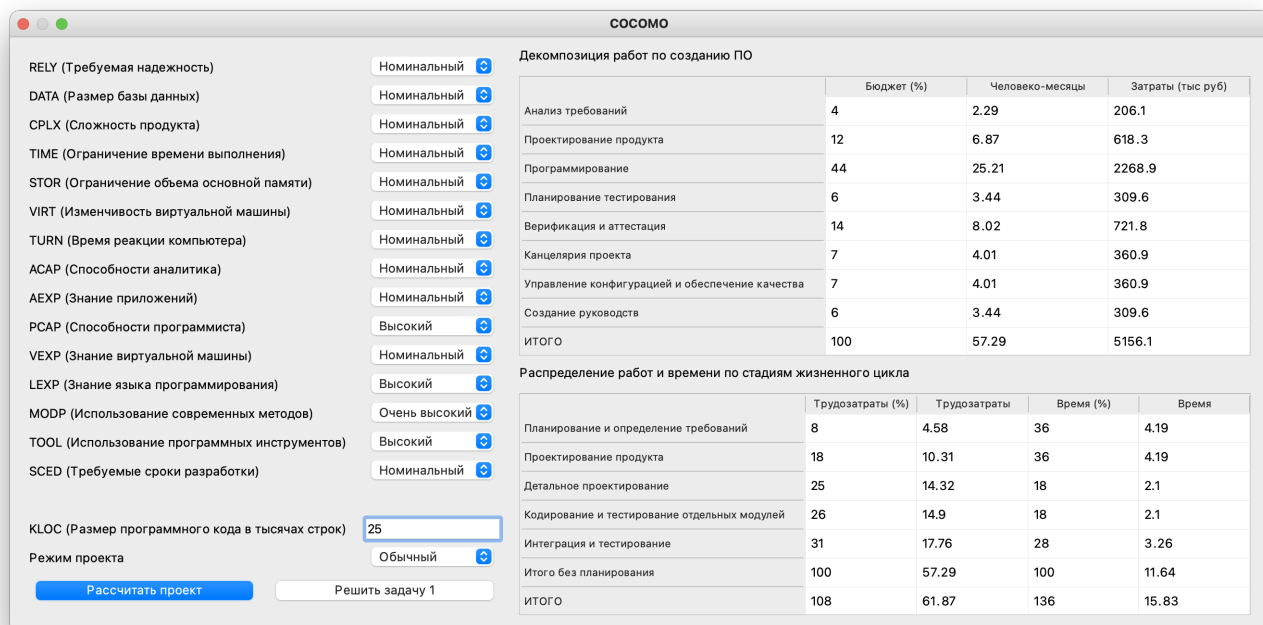 COCOMO
RELY (Требуемая надежность) Номинальный
DATA (Размер базы данных) Номинальный
CPLX (Сложность продукта) Номинальный
TIME (Ограничение времени выполнения) Номинальный
STOR (Ограничение объема основной памяти) Номинальный
VIRT (Изменчивость виртуальной машины) Номинальный
TURN (Время реакции компьютера) Номинальный
ACAP (Способности аналитика) Номинальный
AEXP (Знание приложений) Номинальный
PCAP (Способности программиста) Высокий
VEXP (Знание виртуальной машины) Номинальный
LEXP (Знание языка программирования) Высокий
MODP (Использование современных методов) Очень высокий
TOOL (Использование программных инструментов) Высокий
SCED (Требуемые сроки разработки) Номинальный
KLOC (Размер программного кода в тысячах строк) 25
Режим проекта Обычный
Рассчитать проект Решить задачу 1
Декомпозиция работ по созданию ПО
Бюджет (%) Человеко-месяцы Затраты (тыс руб)
Анализ требований 4 2.29 206.1
Проектирование продукта 12 6.87 618.3
Программирование 44 25.21 2268.9
Планирование тестирования 6 3.44 309.6
Верификация и аттестация 14 8.02 721.8
Канцелярия проекта 7 4.01 360.9
Управление конфигурацией и обеспечение качества 7 4.01 360.9
Создание руководств 6 3.44 309.6
ИТОГО 100 57.29 5156.1
Распределение работ и времени по стадиям жизненного цикла
Трудозатраты (%) Трудозатраты Время (%) Время
Планирование и определение требований 8 4.58 36 4.19
Проектирование продукта 18 10.31 36 4.19
Детальное проектирование 25 14.32 18 2.1
Кодирование и тестирование отдельных модулей 26 14.9 18 2.1
Интеграция и тестирование 31 17.76 28 3.26
Итого без планирования 100 57.29 100 11.64
ИТОГО 108 61.87 136 15.83